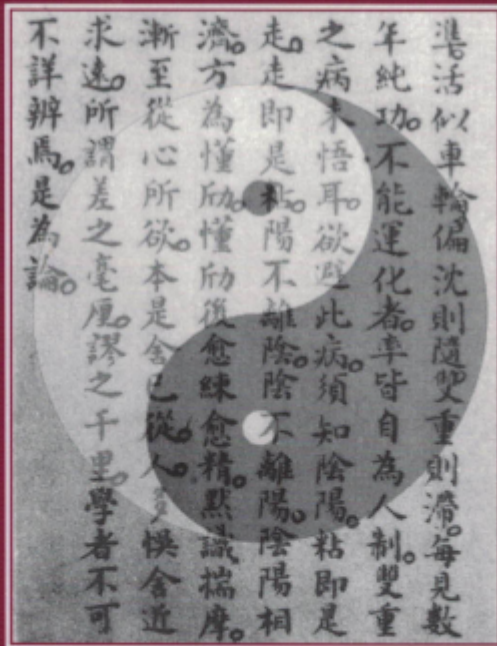 準活似車輪偏沈則隨雙重則滯。每見數
年純功。不能運化者。率皆自為人制。雙重
之病未悟耳。欲避此病。須知陰陽。粘即是
走。走即是粘。陽不離陰。陰不離陽。陰陽相
濟。方為懂劤。懂劤後愈練愈精。默識揣摩。
漸至從心所欲。本是舍己從人。多悞舍近
求遠。所謂差之毫厘。謬之千里。學者不可
不詳辨焉。是為論。